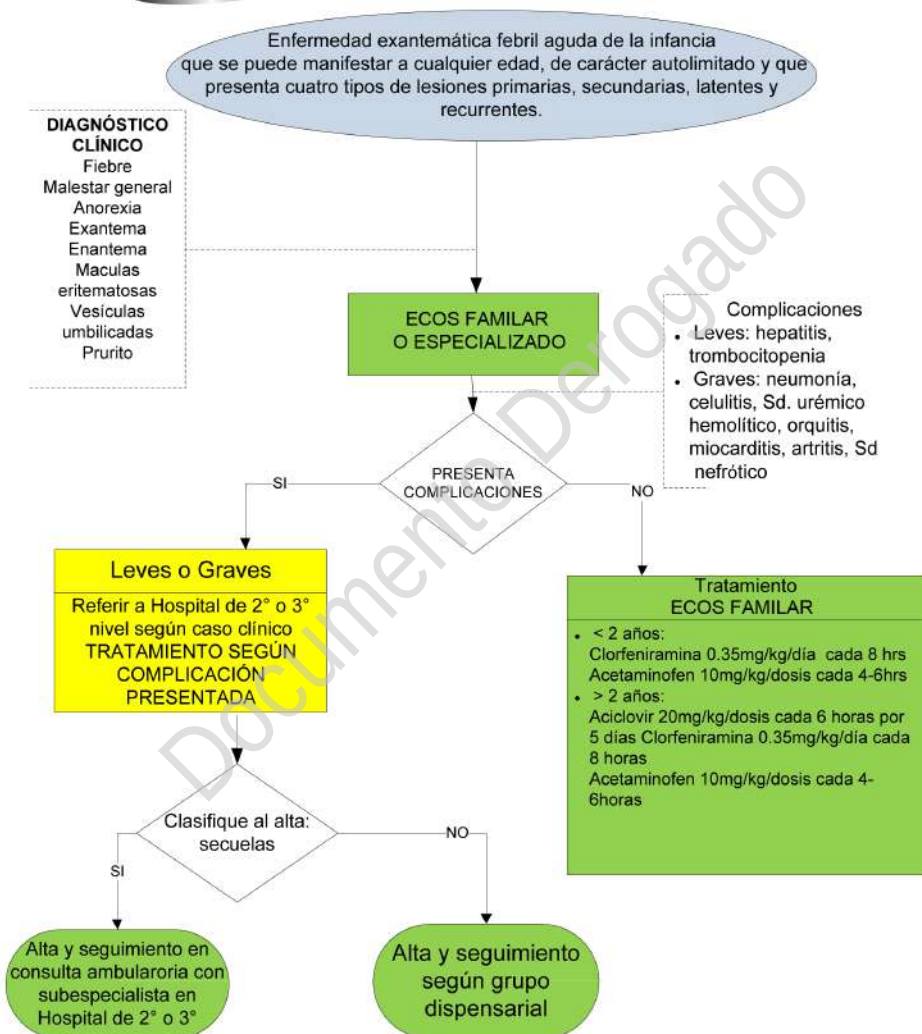 Enfermedad exantemática febril aguda de la infancia
que se puede manifestar a cualquier edad, de carácter autolimitado y que
presenta cuatro tipos de lesiones primarias, secundarias, latentes y
recurrentes.
DIAGNÓSTICO
CLÍNICO
Fiebre
Malestar general
Anorexia
Exantema
Enantema
Maculas
eritematosas
Vesículas
umbilicadas
Prurito
ECOS FAMILAR
O ESPECIALIZADO
Complicaciones
• Leves: hepatitis,
trombocitopenia
• Graves: neumonía,
celulitis, Sd. urémico
hemolítico, orquitis,
miocarditis, artritis, Sd
nefrótico
PRESENTA
COMPLICACIONES
SI
NO
Leves o Graves
Referir a Hospital de 2° o 3°
nivel según caso clínico
TRATAMIENTO SEGÚN
COMPLICACIÓN
PRESENTADA
Tratamiento
ECOS FAMILAR
• < 2 años:
Clorfeniramina 0.35mg/kg/día cada 8 hrs
Acetaminofen 10mg/kg/dosis cada 4-6hrs
• > 2 años:
Aciclovir 20mg/kg/dosis cada 6 horas por
5 días Clorfeniramina 0.35mg/kg/día cada
8 horas
Acetaminofen 10mg/kg/dosis cada 4-
6horas
Clasifique al alta:
secuelas
SI
NO
Alta y seguimiento en
consulta ambularoria con
subespecialista en
Hospital de 2° o 3°
Alta y seguimiento
según grupo
dispensarial
Documento Derogado